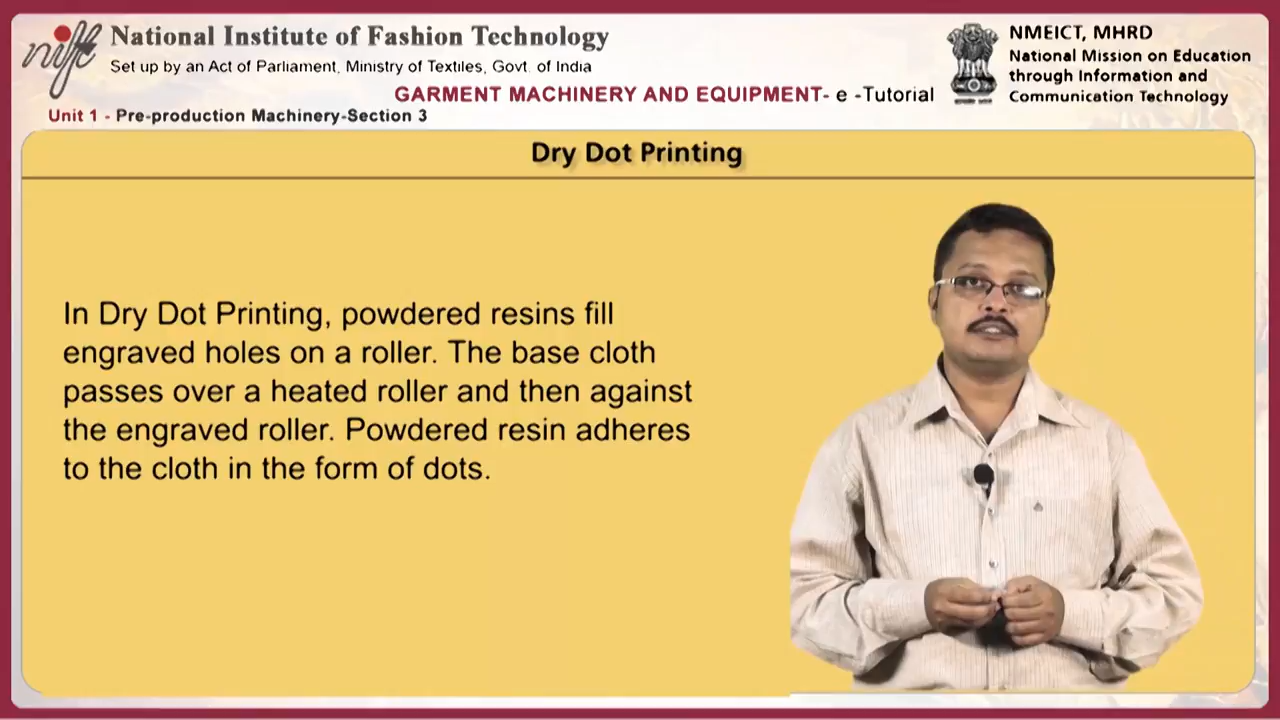 nift
National Institute of Fashion Technology
Set up by an Act of Parliament, Ministry of Textiles, Govt. of India
NMEICT, MHRD
National Mission on Education
through Information and
Communication Technology
GARMENT MACHINERY AND EQUIPMENT- e -Tutorial
Unit 1 - Pre-production Machinery-Section 3
Dry Dot Printing
In Dry Dot Printing, powdered resins fill
engraved holes on a roller. The base cloth
passes over a heated roller and then against
the engraved roller. Powdered resin adheres
to the cloth in the form of dots.